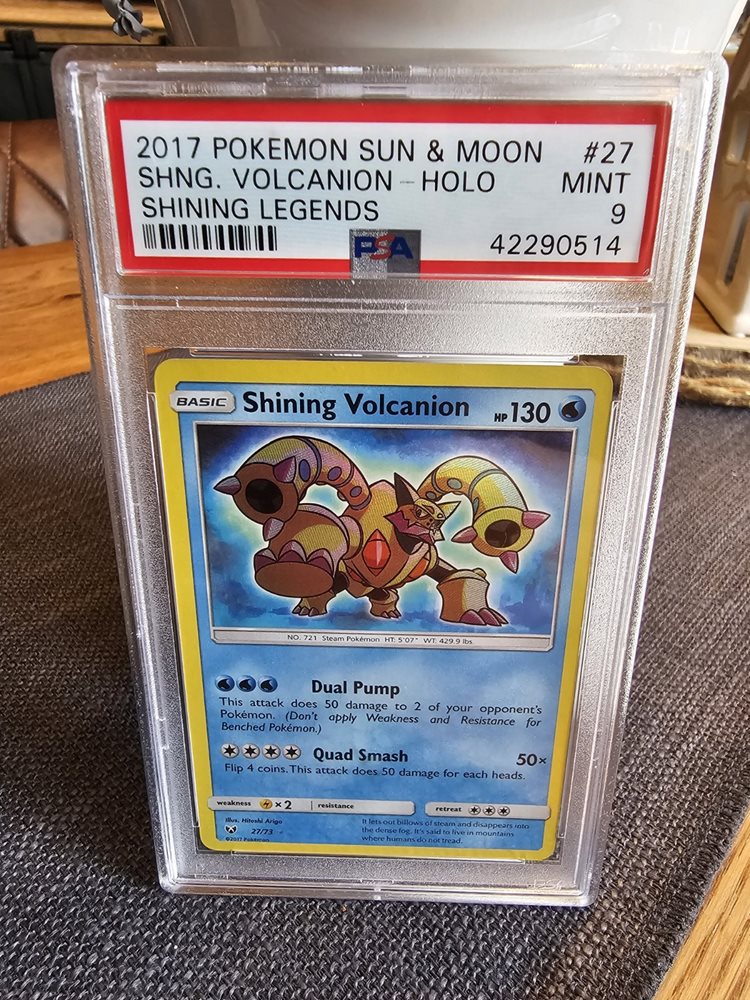 2017 POKEMON SUN & MOON #27
SHNG. VOLCANION - HOLO MINT
SHINING LEGENDS 9
PSA 42290514
BASIC Shining Volcanion HP 130
NO. 721 Steam Pokémon HT: 5'07" WT: 429.9 lbs.
Dual Pump
This attack does 50 damage to 2 of your opponent's
Pokémon. (Don't apply Weakness and Resistance for
Benched Pokémon.)
Quad Smash 50×
Flip 4 coins. This attack does 50 damage for each heads.
weakness ×2 resistance retreat
Illus. Hitoshi Ariga
27/73
©2017 Pokémon
It lets out billows of steam and disappears into
the dense fog. It's said to live in mountains
where humans do not tread.